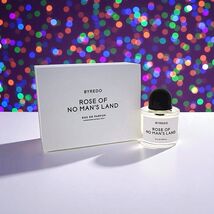 BYREDO
ROSE OF
NO MAN'S LAND
EAU DE PARFUM
BYREDO
ROSE OF
NO MAN'S LAND